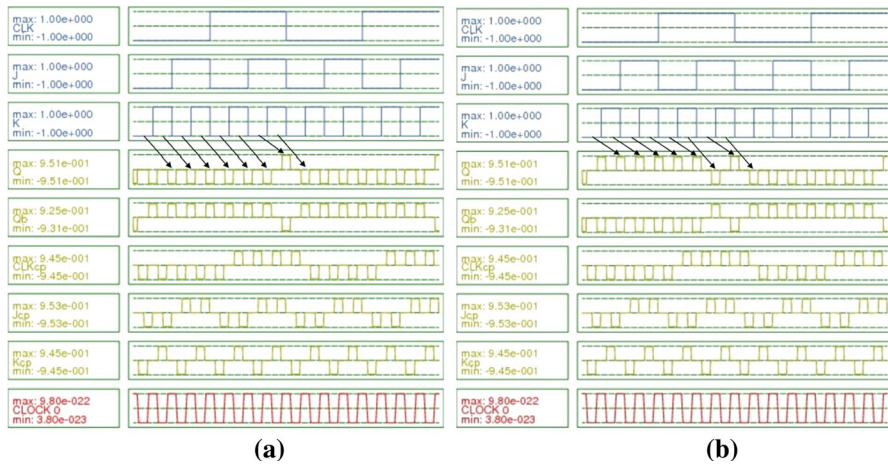 max: 1.00e+000
CLK
min: -1.00e+000
max: 1.00e+000
J
min: -1.00e+000
max: 1.00e+000
K
min: -1.00e+000
max: 9.51e-001
Q
min: -9.51e-001
max: 9.25e-001
Qb
min: -9.31e-001
max: 9.45e-001
CLKcp
min: -9.45e-001
max: 9.53e-001
Jcp
min: -9.53e-001
max: 9.45e-001
Kcp
min: -9.45e-001
max: 9.80e-022
CLOCK 0
min: 3.80e-023
(a)
max: 1.00e+000
CLK
min: -1.00e+000
max: 1.00e+000
J
min: -1.00e+000
max: 1.00e+000
K
min: -1.00e+000
max: 9.51e-001
Q
min: -9.51e-001
max: 9.25e-001
Qb
min: -9.31e-001
max: 9.45e-001
CLKcp
min: -9.45e-001
max: 9.53e-001
Jcp
min: -9.53e-001
max: 9.45e-001
Kcp
min: -9.45e-001
max: 9.80e-022
CLOCK 0
min: 3.80e-023
(b)